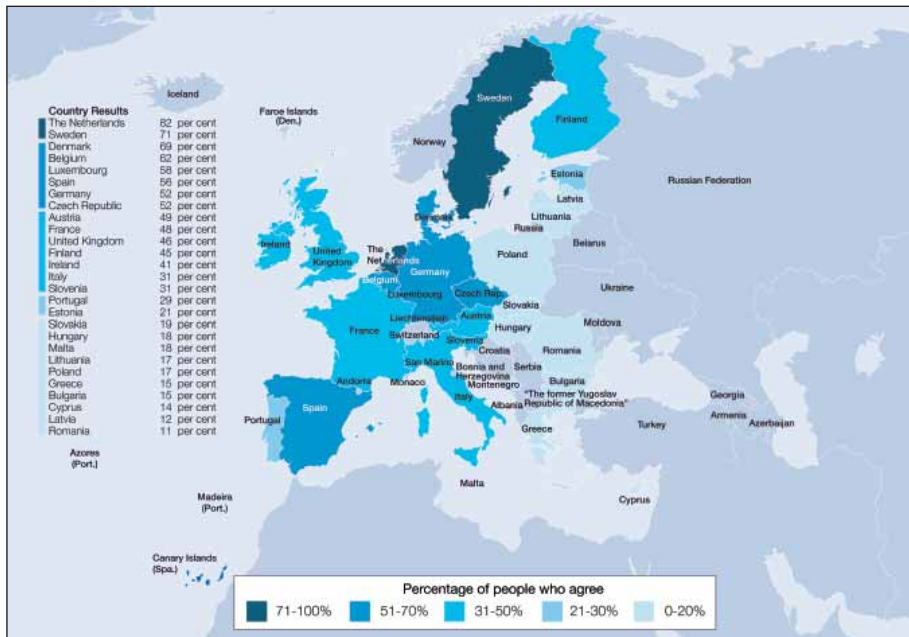 Iceland
Country Results
The Netherlands 82 per cent
Sweden 71 per cent
Denmark 69 per cent
Belgium 62 per cent
Luxembourg 58 per cent
Spain 56 per cent
Germany 52 per cent
Czech Republic 52 per cent
Austria 49 per cent
France 48 per cent
United Kingdom 46 per cent
Finland 45 per cent
Ireland 41 per cent
Italy 31 per cent
Slovenia 31 per cent
Portugal 29 per cent
Estonia 21 per cent
Slovakia 19 per cent
Hungary 18 per cent
Malta 18 per cent
Lithuania 17 per cent
Poland 17 per cent
Greece 15 per cent
Bulgaria 15 per cent
Cyprus 14 per cent
Latvia 12 per cent
Romania 11 per cent
Azores
(Port.)
Madeira
(Port.)
Canary Islands
(Spa.)
Faroe Islands
(Den.)
Sweden
Finland
Norway
Estonia
Russian Federation
Latvia
Denmark
Lithuania
Russia
Ireland
United
Kingdom
The
Netherlands
Belarus
Poland
Germany
Belgium
Luxembourg
Czech Rep.
Ukraine
Slovakia
Liechtenstein
Austria
France
Switzerland
Hungary
Moldova
Slovenia
Croatia
Romania
San Marino
Bosnia and
Herzegovina
Serbia
Andorra
Monaco
Montenegro
Bulgaria
Italy
"The former Yugoslav
Republic of Macedonia"
Georgia
Portugal
Spain
Albania
Armenis
Azerbaijan
Greece
Turkey
Malta
Cyprus
Percentage of people who agree
71-100% 51-70% 31-50% 21-30% 0-20%